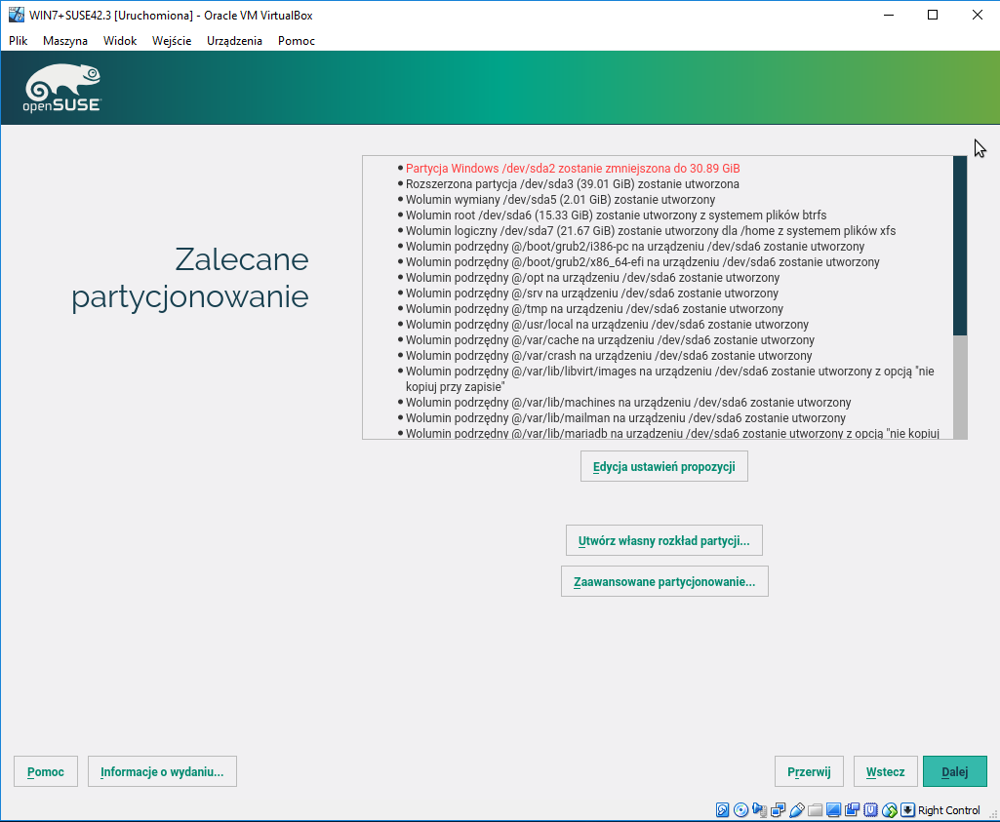 WIN7+SUSE42.3 [Uruchomiona] - Oracle VM VirtualBox
Plik Maszyna Widok Wejście Urządzenia Pomoc
openSUSE
Zalecane
partycjonowanie
Partycja Windows /dev/sda2 zostanie zmniejszona do 30.89 GiB
Rozszerzona partycja /dev/sda3 (39.01 GiB) zostanie utworzona
Wolumin wymiany /dev/sda5 (2.01 GiB) zostanie utworzony
Wolumin root /dev/sda6 (15.33 GiB) zostanie utworzony z systemem plików btrfs
Wolumin logiczny /dev/sda7 (21.67 GiB) zostanie utworzony dla /home z systemem plików xfs
Wolumin podrzędny @/boot/grub2/i386-pc na urządzeniu /dev/sda6 zostanie utworzony
Wolumin podrzędny @/boot/grub2/x86_64-efi na urządzeniu /dev/sda6 zostanie utworzony
Wolumin podrzędny @/opt na urządzeniu /dev/sda6 zostanie utworzony
Wolumin podrzędny @/srv na urządzeniu /dev/sda6 zostanie utworzony
Wolumin podrzędny @/tmp na urządzeniu /dev/sda6 zostanie utworzony
Wolumin podrzędny @/usr/local na urządzeniu /dev/sda6 zostanie utworzony
Wolumin podrzędny @/var/cache na urządzeniu /dev/sda6 zostanie utworzony
Wolumin podrzędny @/var/crash na urządzeniu /dev/sda6 zostanie utworzony
Wolumin podrzędny @/var/lib/libvirt/images na urządzeniu /dev/sda6 zostanie utworzony z opcją "nie
kopiuj przy zapisie"
Wolumin podrzędny @/var/lib/machines na urządzeniu /dev/sda6 zostanie utworzony
Wolumin podrzędny @/var/lib/mailman na urządzeniu /dev/sda6 zostanie utworzony
Wolumin podrzędny @/var/lib/mariadb na urządzeniu /dev/sda6 zostanie utworzony z opcją "nie kopiuj
Edycja ustawień propozycji
Utwórz własny rozkład partycji...
Zaawansowane partycjonowanie...
Pomoc Informacje o wydaniu... Przerwij Wstecz Dalej
Right Control